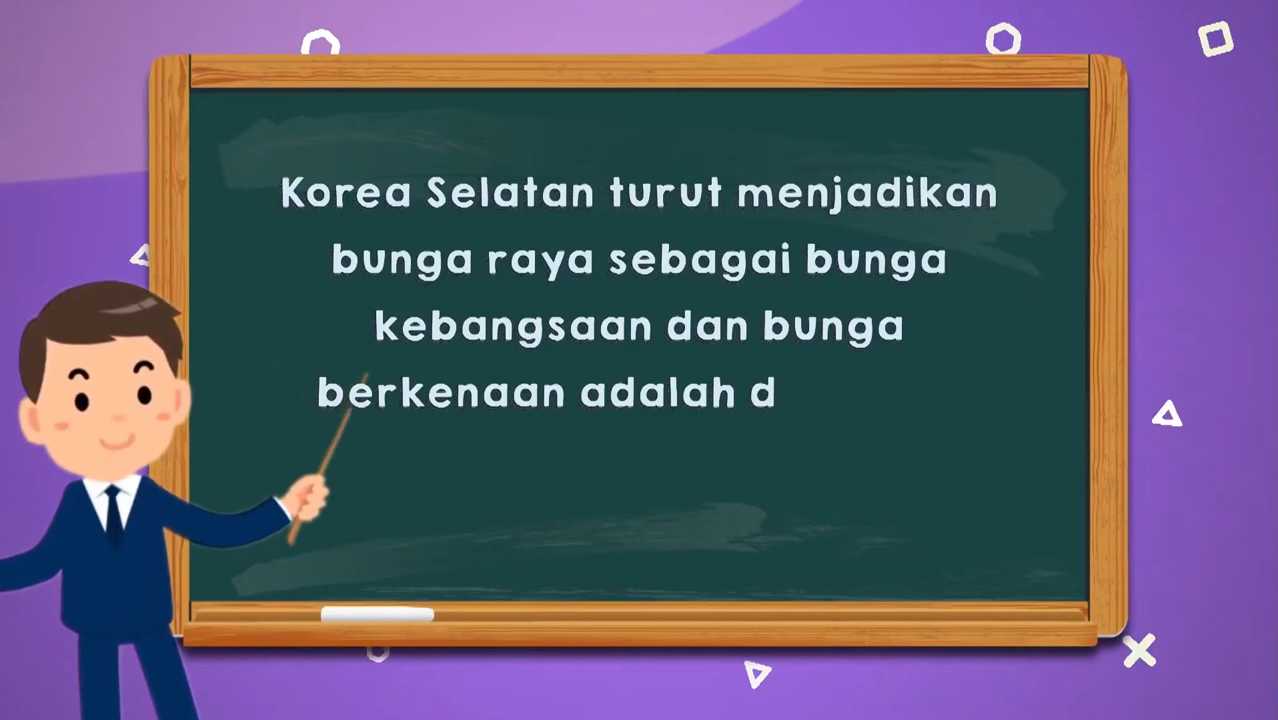 Korea Selatan turut menjadikan
bunga raya sebagai bunga
kebangsaan dan bunga
berkenaan adalah d